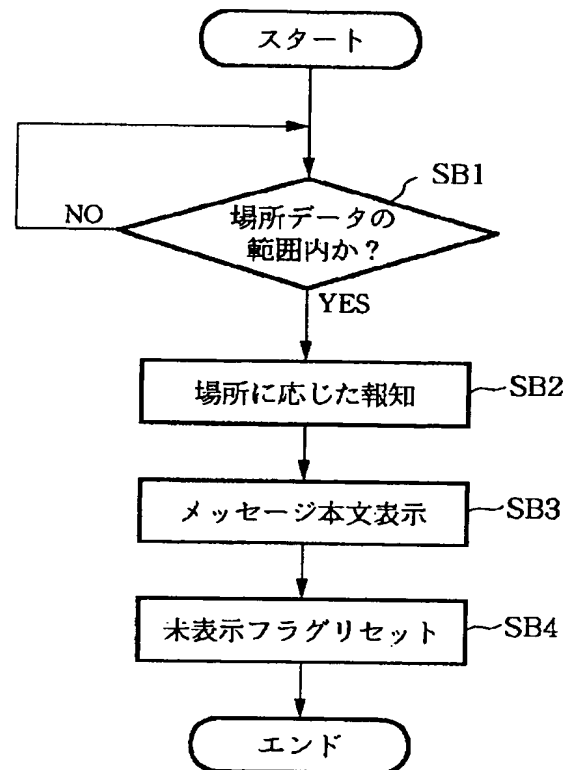 スタート
SB1
NO
場所データの
範囲内か？
YES
場所に応じた報知
SB2
メッセージ本文表示
SB3
未表示フラグリセット
SB4
エンド